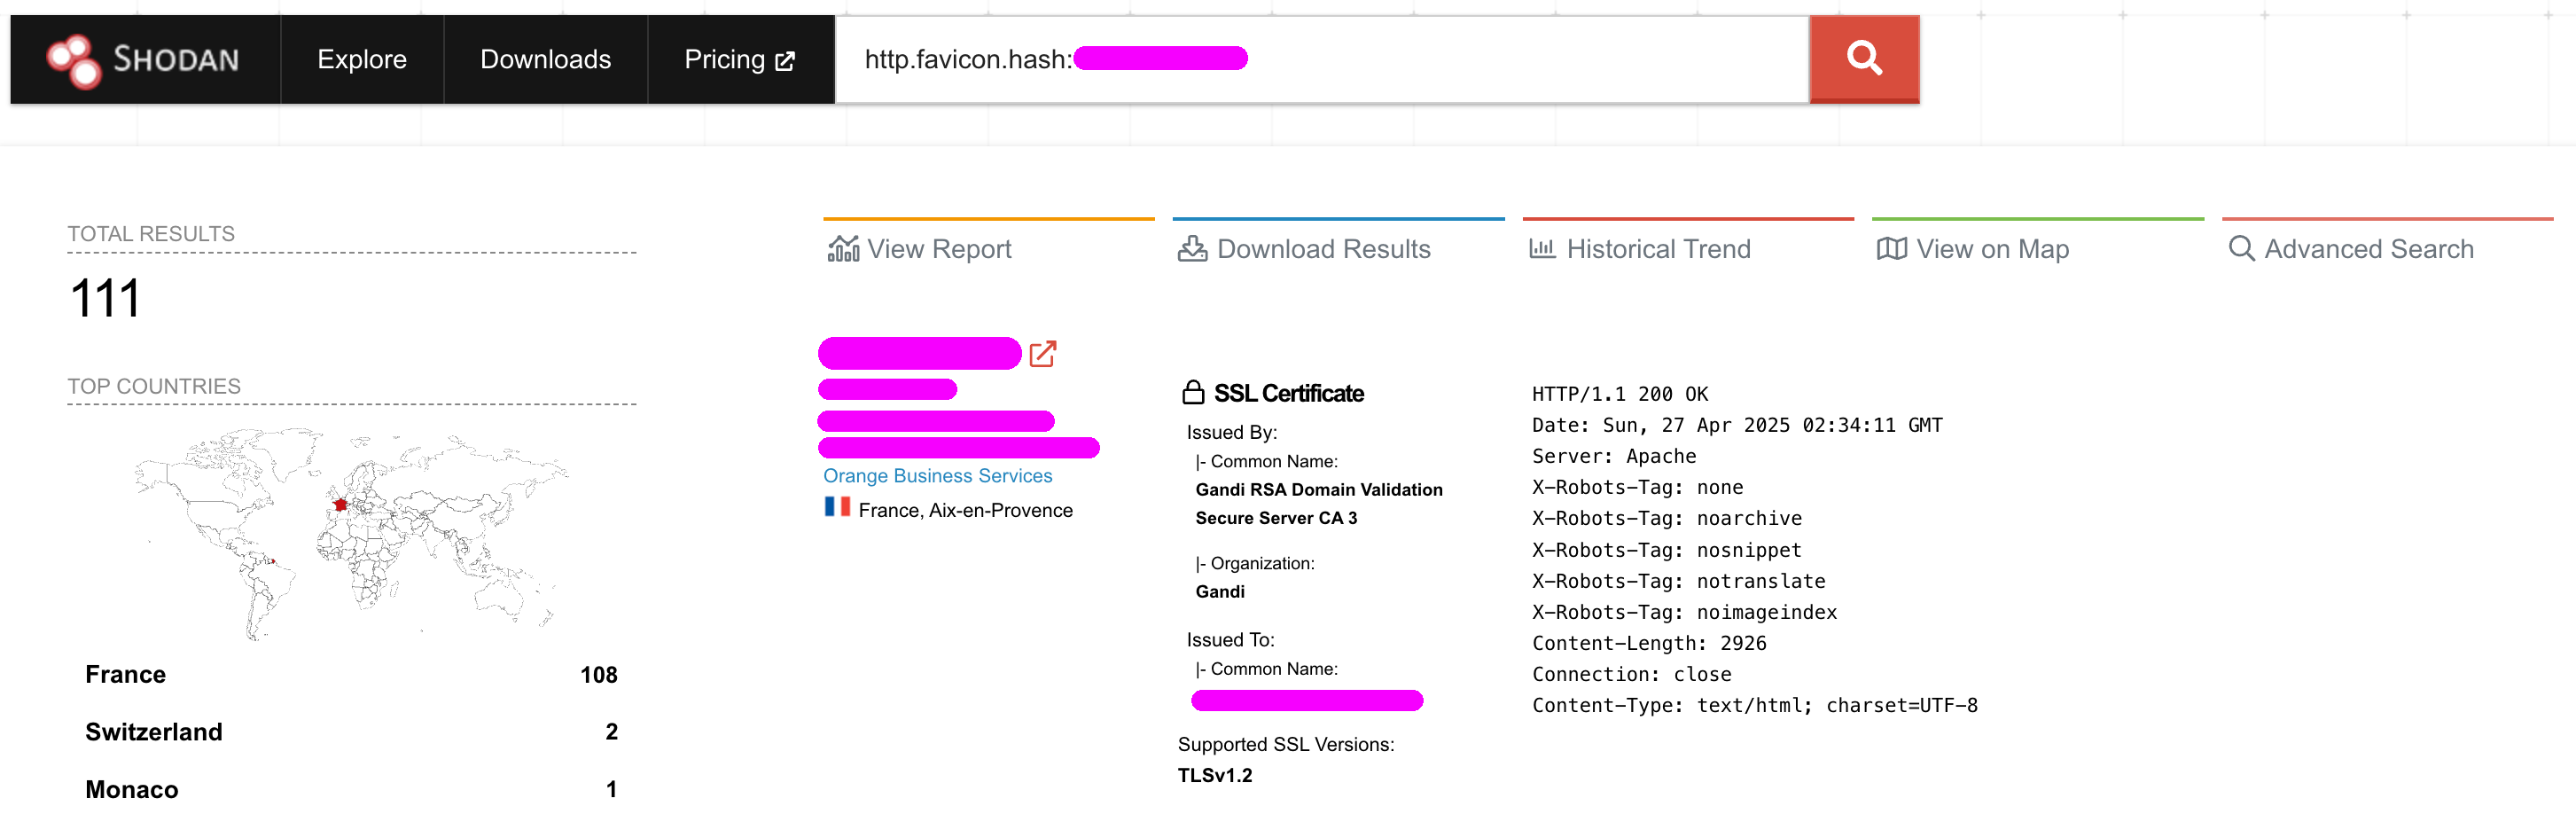 SHODAN
Explore
Downloads
Pricing
http.favicon.hash:
TOTAL RESULTS
111
TOP COUNTRIES
France 108
Switzerland 2
Monaco 1
View Report
Download Results
Historical Trend
View on Map
Advanced Search
Orange Business Services
France, Aix-en-Provence
SSL Certificate
Issued By:
|- Common Name:
Gandi RSA Domain Validation
Secure Server CA 3
|- Organization:
Gandi
Issued To:
|- Common Name:
Supported SSL Versions:
TLSv1.2
HTTP/1.1 200 OK
Date: Sun, 27 Apr 2025 02:34:11 GMT
Server: Apache
X-Robots-Tag: none
X-Robots-Tag: noarchive
X-Robots-Tag: nosnippet
X-Robots-Tag: notranslate
X-Robots-Tag: noimageindex
Content-Length: 2926
Connection: close
Content-Type: text/html; charset=UTF-8